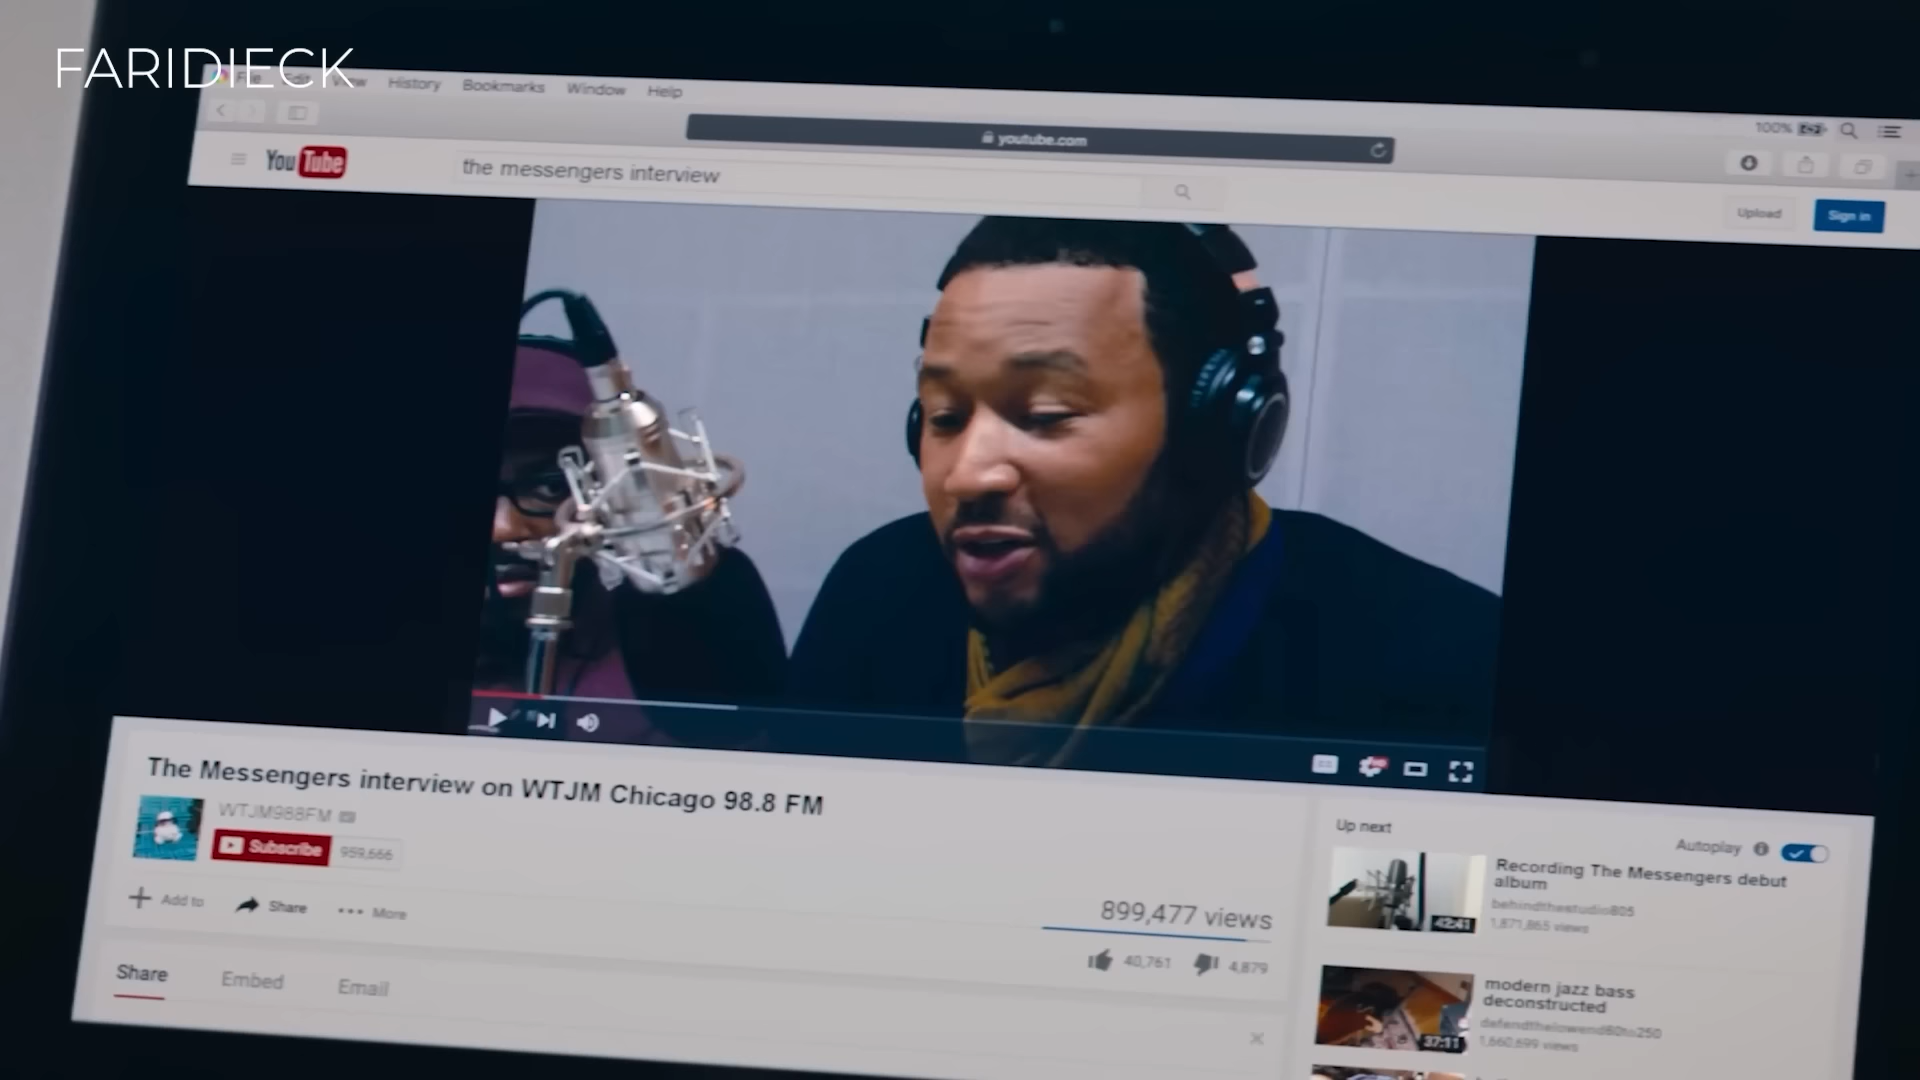 FARIDIECK
History Bookmarks Window Help
100%
youtube.com
YouTube
the messengers interview
Upload
Sign in
The Messengers interview on WTJM Chicago 98.8 FM
WTJM988FM
Subscribe 959,666
Add to Share More
899,477 views
40,761 4,879
Share Embed Email
Up next
Autoplay
Recording The Messengers debut
album
behindthestudio805
1,871,865 views
42:41
modern jazz bass
deconstructed
defendthelowend80to250
1,660,699 views
37:11